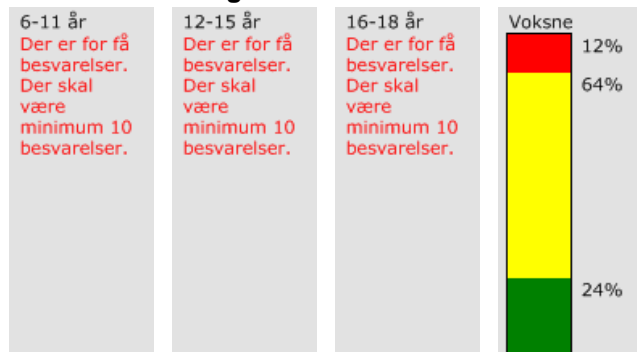 6-11 år
Der er for få
besvarelser.
Der skal
være
minimum 10
besvarelser.
12-15 år
Der er for få
besvarelser.
Der skal
være
minimum 10
besvarelser.
16-18 år
Der er for få
besvarelser.
Der skal
være
minimum 10
besvarelser.
Voksne
12%
64%
24%